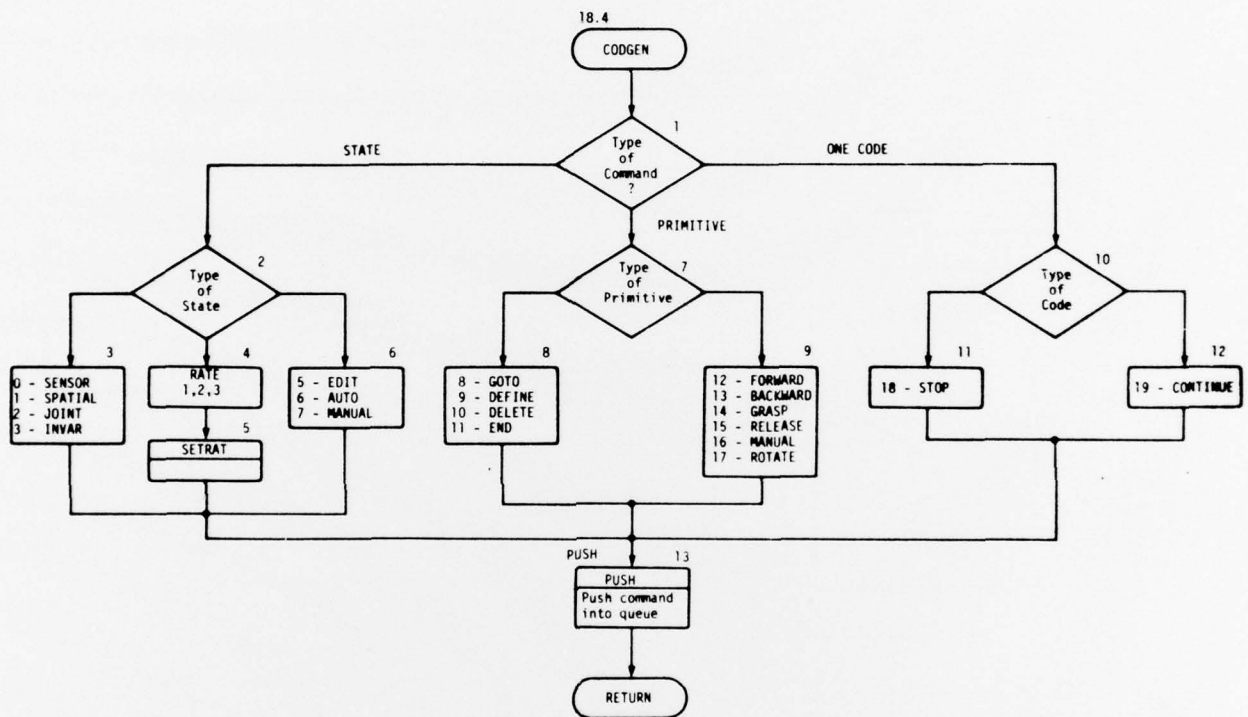 18.4
CODGEN
1
Type
of
Command
?
STATE
ONE CODE
PRIMITIVE
2
Type
of
State
7
Type
of
Primitive
10
Type
of
Code
3
0 - SENSOR
1 - SPATIAL
2 - JOINT
3 - INVAR
4
RATE
1,2,3
5
SETRAT
6
5 - EDIT
6 - AUTO
7 - MANUAL
8
8 - GOTO
9 - DEFINE
10 - DELETE
11 - END
9
12 - FORWARD
13 - BACKWARD
14 - GRASP
15 - RELEASE
16 - MANUAL
17 - ROTATE
11
18 - STOP
12
19 - CONTINUE
PUSH
13
PUSH
Push command
into queue
RETURN